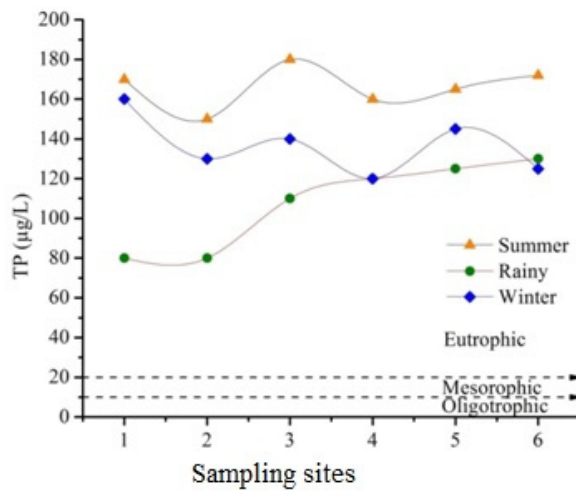 200
180
160
140
120
100
80
60
40
20
0
TP (µg/L)
Summer
Rainy
Winter
Eutrophic
Mesorophic
Oligotrophic
1 2 3 4 5 6
Sampling sites